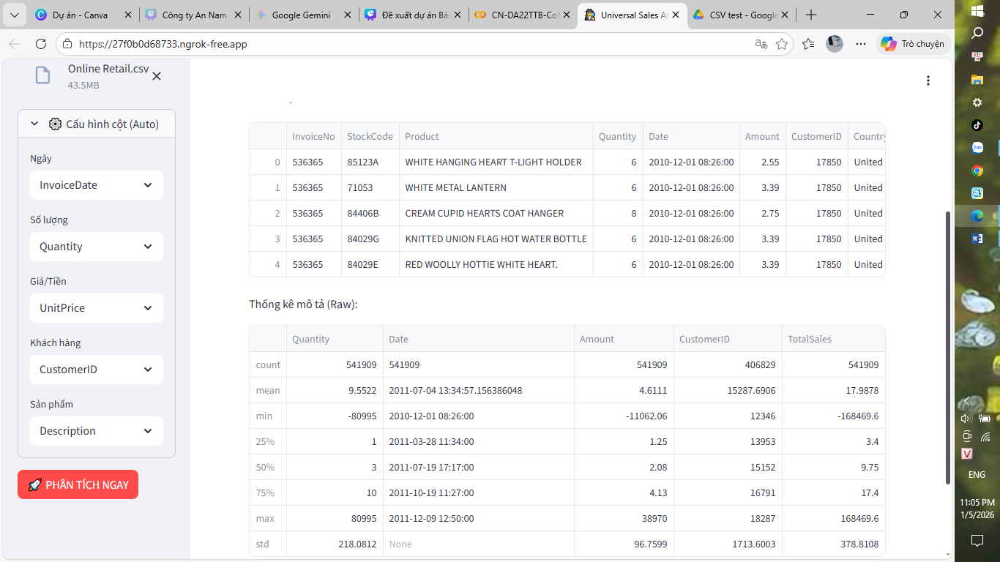 Dự án - Canva
Công ty An Nam
Google Gemini
Đề xuất dự án Bài
CN-DA22TTB-Co
Universal Sales An
CSV test - Google
https://27f0b0d68733.ngrok-free.app
Trò chuyện
Online Retail.csv
43.5MB
Cấu hình cột (Auto)
Ngày
InvoiceDate
Số lượng
Quantity
Giá/Tiền
UnitPrice
Khách hàng
CustomerID
Sản phẩm
Description
PHÂN TÍCH NGAY
InvoiceNo StockCode Product Quantity Date Amount CustomerID Country
0 536365 85123A WHITE HANGING HEART T-LIGHT HOLDER 6 2010-12-01 08:26:00 2.55 17850 United
1 536365 71053 WHITE METAL LANTERN 6 2010-12-01 08:26:00 3.39 17850 United
2 536365 84406B CREAM CUPID HEARTS COAT HANGER 8 2010-12-01 08:26:00 2.75 17850 United
3 536365 84029G KNITTED UNION FLAG HOT WATER BOTTLE 6 2010-12-01 08:26:00 3.39 17850 United
4 536365 84029E RED WOOLLY HOTTIE WHITE HEART. 6 2010-12-01 08:26:00 3.39 17850 United
Thống kê mô tả (Raw):
Quantity Date Amount CustomerID TotalSales
count 541909 541909 541909 406829 541909
mean 9.5522 2011-07-04 13:34:57.156386048 4.6111 15287.6906 17.9878
min -80995 2010-12-01 08:26:00 -11062.06 12346 -168469.6
25% 1 2011-03-28 11:34:00 1.25 13953 3.4
50% 3 2011-07-19 17:17:00 2.08 15152 9.75
75% 10 2011-10-19 11:27:00 4.13 16791 17.4
max 80995 2011-12-09 12:50:00 38970 18287 168469.6
std 218.0812 None 96.7599 1713.6003 378.8108
Zalo
ENG
11:05 PM
1/5/2026